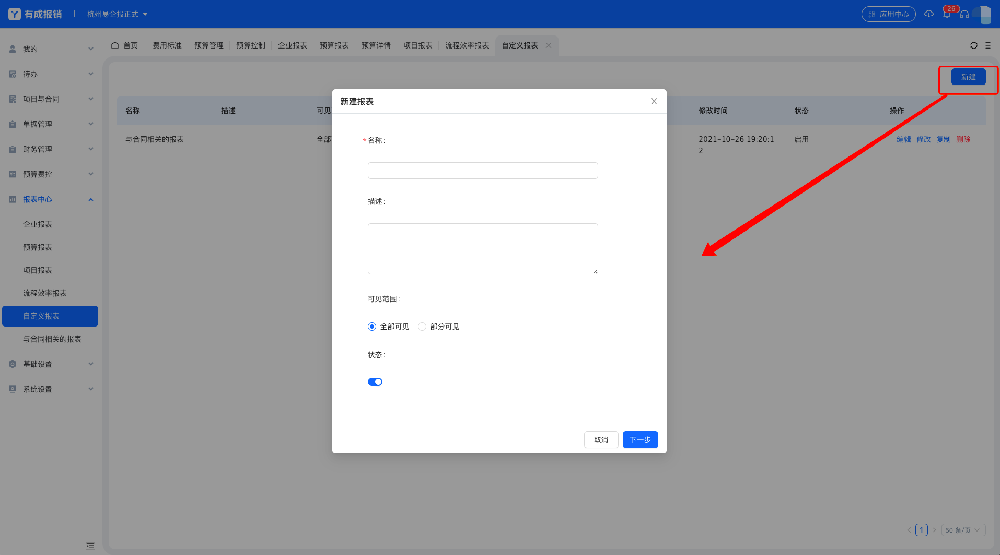 有成报销
杭州易企报正式
应用中心
26
我的
待办
项目与合同
单据管理
财务管理
预算费控
报表中心
企业报表
预算报表
项目报表
流程效率报表
自定义报表
与合同相关的报表
基础设置
系统设置
首页 费用标准 预算管理 预算控制 企业报表 预算报表 预算详情 项目报表 流程效率报表 自定义报表
新建
名称 描述 可见 修改时间 状态 操作
与合同相关的报表 全部 2021-10-26 19:20:12 启用 编辑 修改 复制 删除
新建报表
X
*名称:
描述:
可见范围:
全部可见 部分可见
状态:
取消 下一步
1 50 条/页